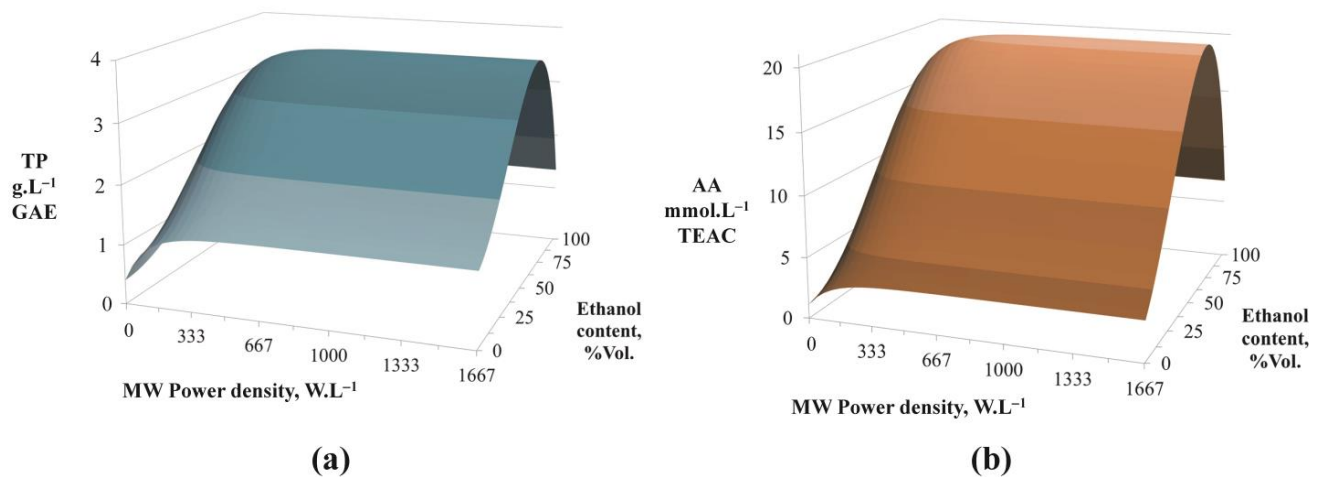 4
3
2
1
0
TP
g.L⁻¹
GAE
0
333
667
1000
1333
1667
MW Power density, W.L⁻¹
100
75
50
25
0
Ethanol
content,
%Vol.
(a)
20
15
10
5
0
AA
mmol.L⁻¹
TEAC
0
333
667
1000
1333
1667
MW Power density, W.L⁻¹
100
75
50
25
0
Ethanol
content,
%Vol.
(b)